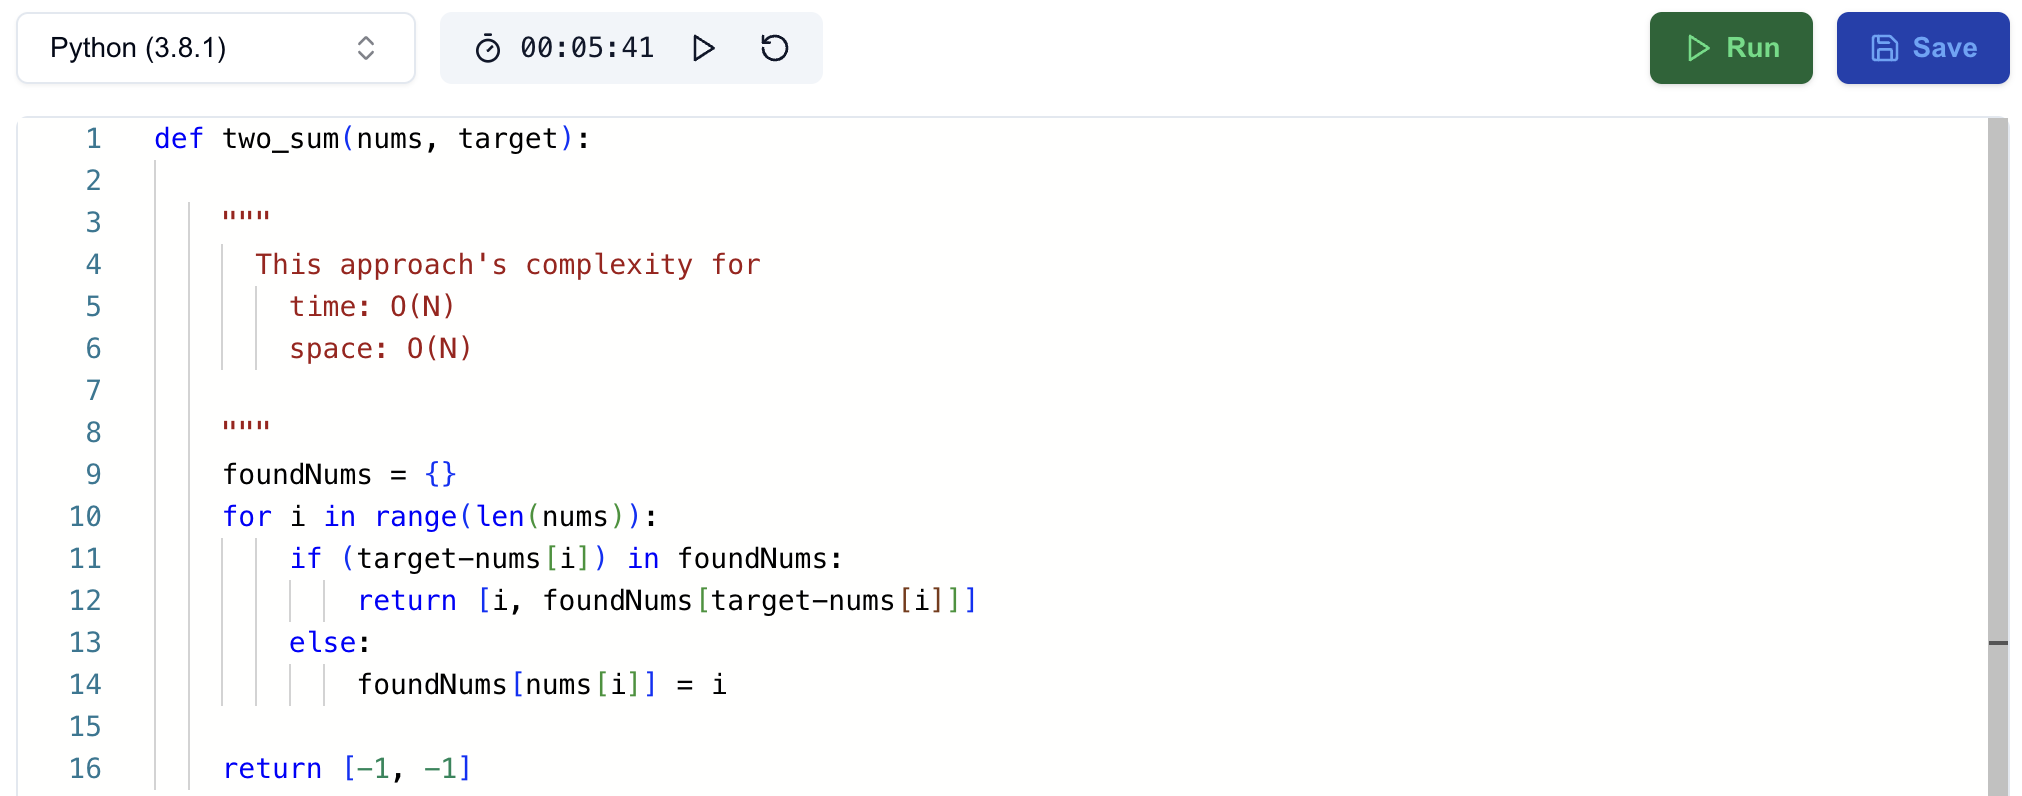 Python (3.8.1) 00:05:41 Run Save
1 def two_sum(nums, target):
2
3 """
4 This approach's complexity for
5 time: O(N)
6 space: O(N)
7
8 """
9 foundNums = {}
10 for i in range(len(nums)):
11 if (target-nums[i]) in foundNums:
12 return [i, foundNums[target-nums[i]]]
13 else:
14 foundNums[nums[i]] = i
15
16 return [-1, -1]